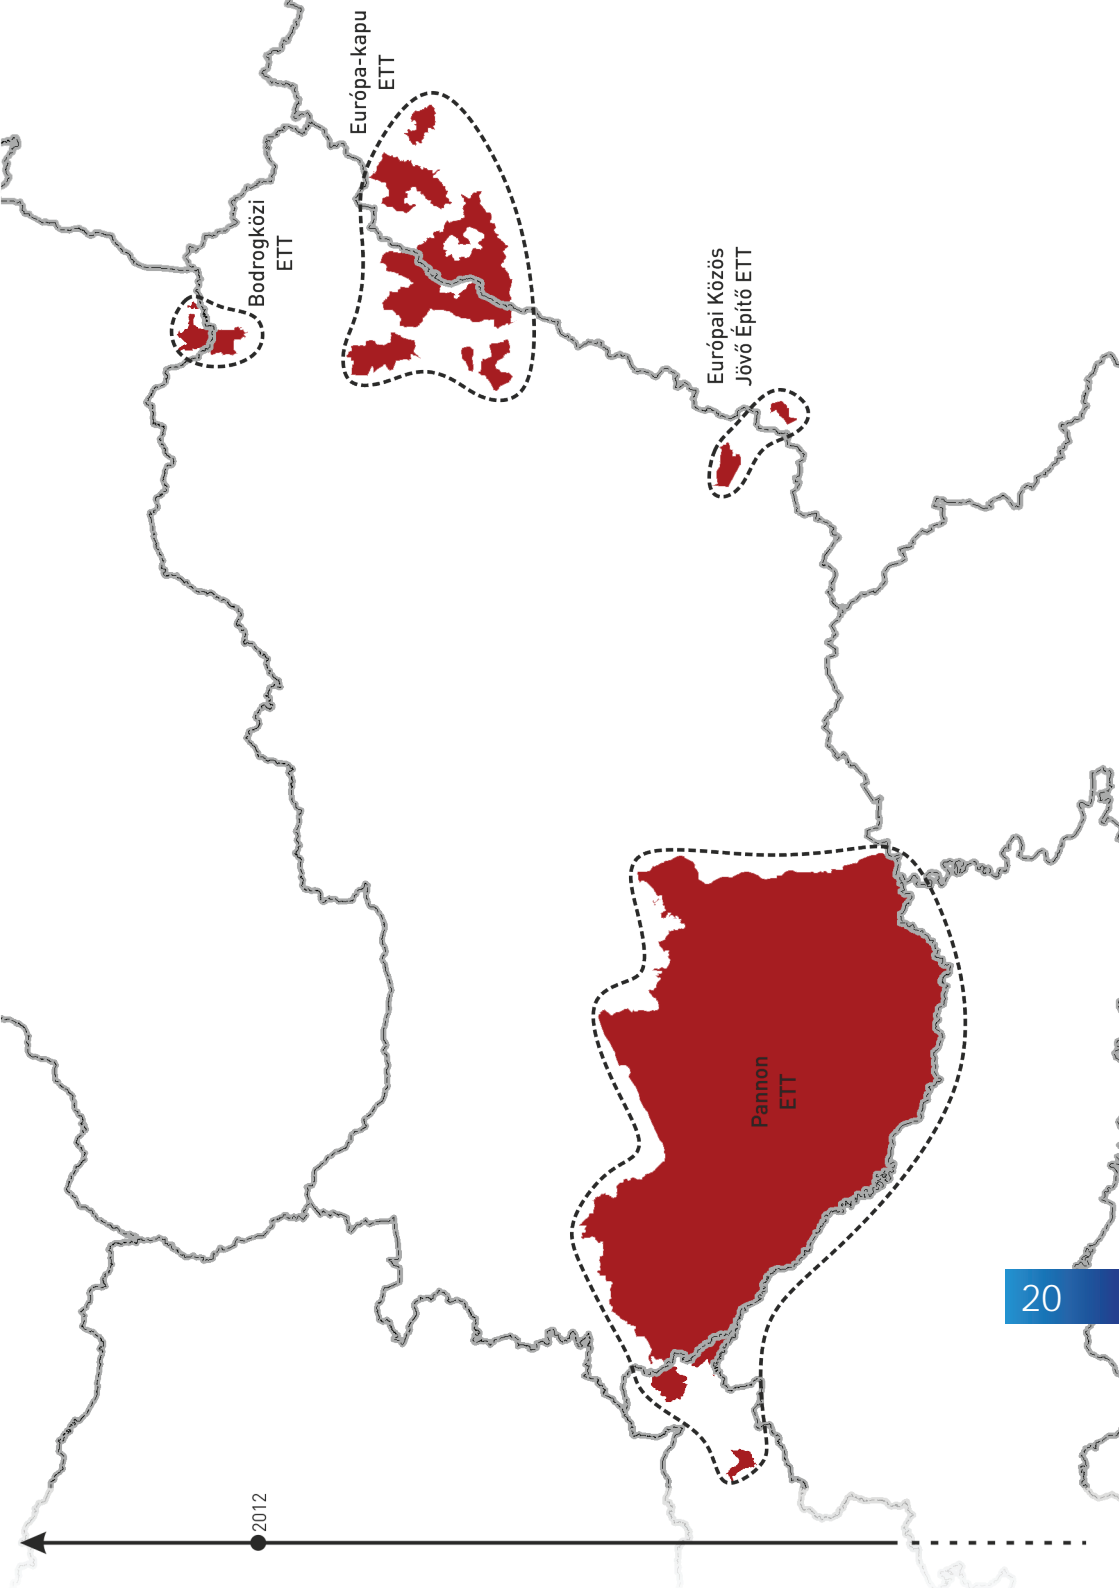 Európa-kapu
ETT
Bodrogközi
ETT
Európai Közös
Jövő Építő ETT
Pannon
ETT
2012
20